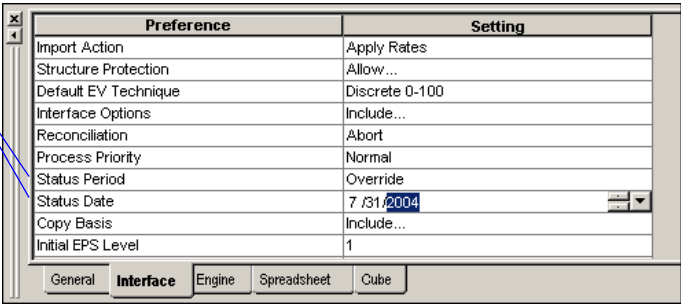 Preference Setting
Import Action Apply Rates
Structure Protection Allow...
Default EV Technique Discrete 0-100
Interface Options Include...
Reconciliation Abort
Process Priority Normal
Status Period Override
Status Date 7 /31/2004
Copy Basis Include...
Initial EPS Level 1
General Interface Engine Spreadsheet Cube